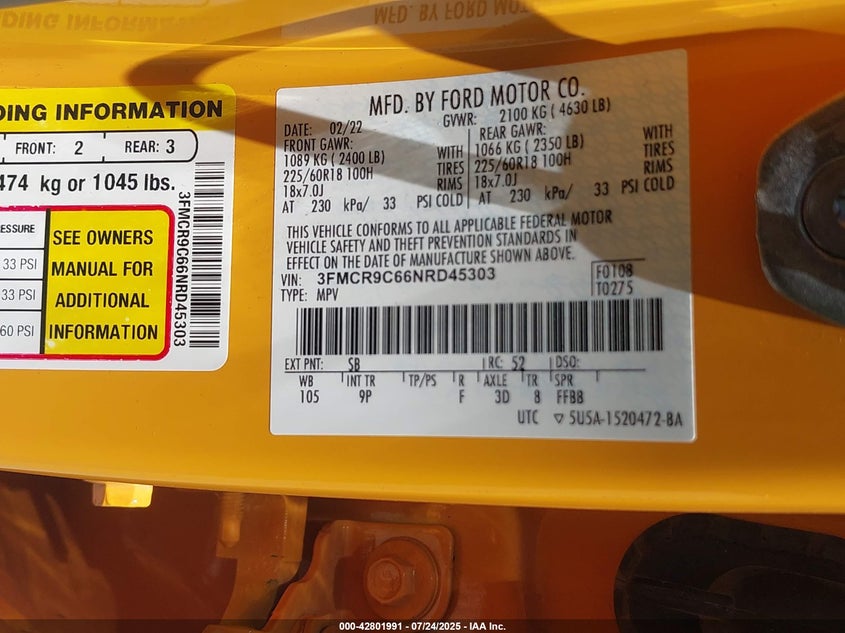 DING INFORMATION
FRONT: 2 REAR: 3
474 kg or 1045 lbs.
ESSURE
33 PSI
33 PSI
60 PSI
SEE OWNERS
MANUAL FOR
ADDITIONAL
INFORMATION
3FMCR9C66NRD45303
MFD. BY FORD MOTOR CO.
DATE: 02/22 GVWR: 2100 KG ( 4630 LB)
FRONT GAWR: REAR GAWR:
1089 KG (2400 LB) WITH 1066 KG ( 2350 LB) WITH
225/60R18 100H TIRES 225/60R18 100H TIRES
18x7.0J RIMS 18x7.0J RIMS
AT 230 kPa/ 33 PSI COLD AT 230 kPa/ 33 PSI COLD
THIS VEHICLE CONFORMS TO ALL APPLICABLE FEDERAL MOTOR
VEHICLE SAFETY AND THEFT PREVENTION STANDARDS IN
EFFECT ON THE DATE OF MANUFACTURE SHOWN ABOVE.
VIN: 3FMCR9C66NRD45303 F0108
TYPE: MPV T0275
EXT PNT: SB RC: 52 DSO:
WB INT TR TP/PS R AXLE TR SPR
105 9P F 3D 8 FFBB
UTC ▽ 5U5A-1520472-BA
000-42801991 - 07/24/2025 - IAA Inc.